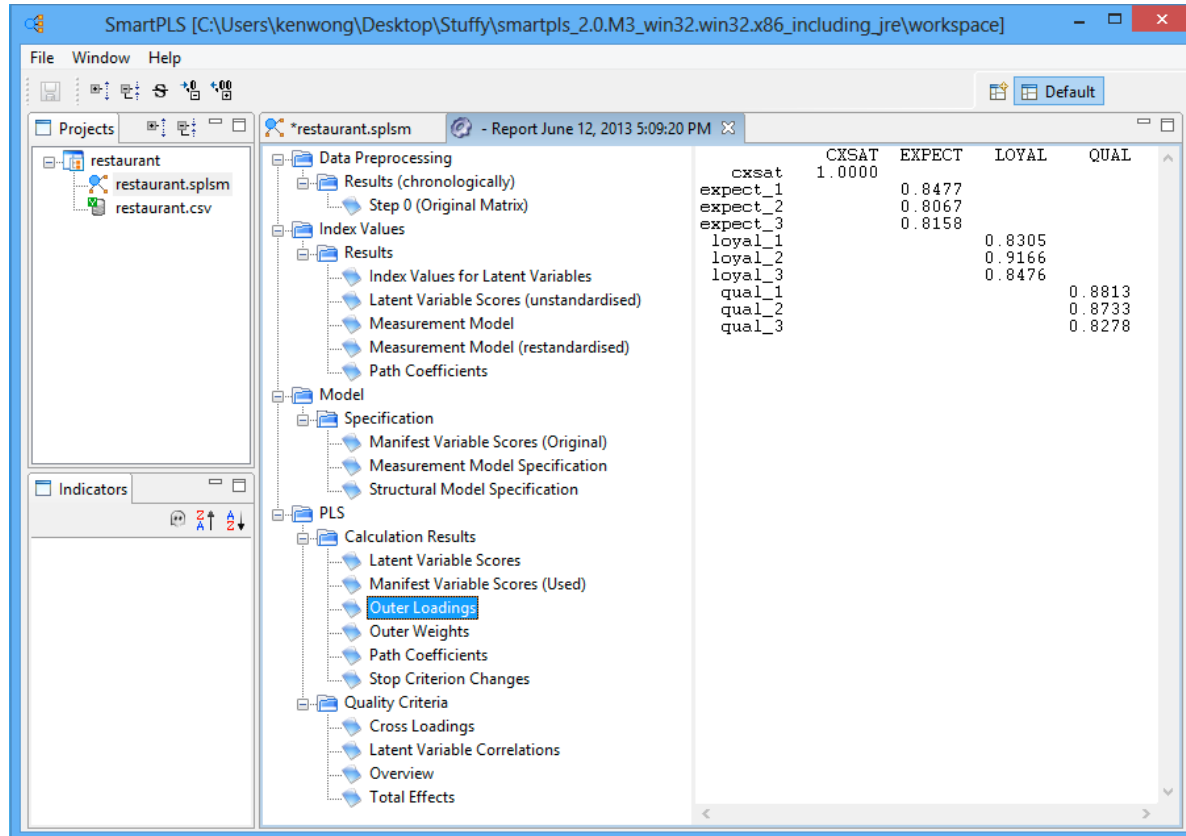 SmartPLS [C:\Users\kenwong\Desktop\Stuffy\smartpls_2.0.M3_win32.win32.x86_including_jre\workspace]
File Window Help
Default
Projects
restaurant
restaurant.splsm
restaurant.csv
Indicators
*restaurant.splsm - Report June 12, 2013 5:09:20 PM
Data Preprocessing
Results (chronologically)
Step 0 (Original Matrix)
Index Values
Results
Index Values for Latent Variables
Latent Variable Scores (unstandardised)
Measurement Model
Measurement Model (restandardised)
Path Coefficients
Model
Specification
Manifest Variable Scores (Original)
Measurement Model Specification
Structural Model Specification
PLS
Calculation Results
Latent Variable Scores
Manifest Variable Scores (Used)
Outer Loadings
Outer Weights
Path Coefficients
Stop Criterion Changes
Quality Criteria
Cross Loadings
Latent Variable Correlations
Overview
Total Effects
CXSAT EXPECT LOYAL QUAL
cxsat 1.0000
expect_1 0.8477
expect_2 0.8067
expect_3 0.8158
loyal_1 0.8305
loyal_2 0.9166
loyal_3 0.8476
qual_1 0.8813
qual_2 0.8733
qual_3 0.8278